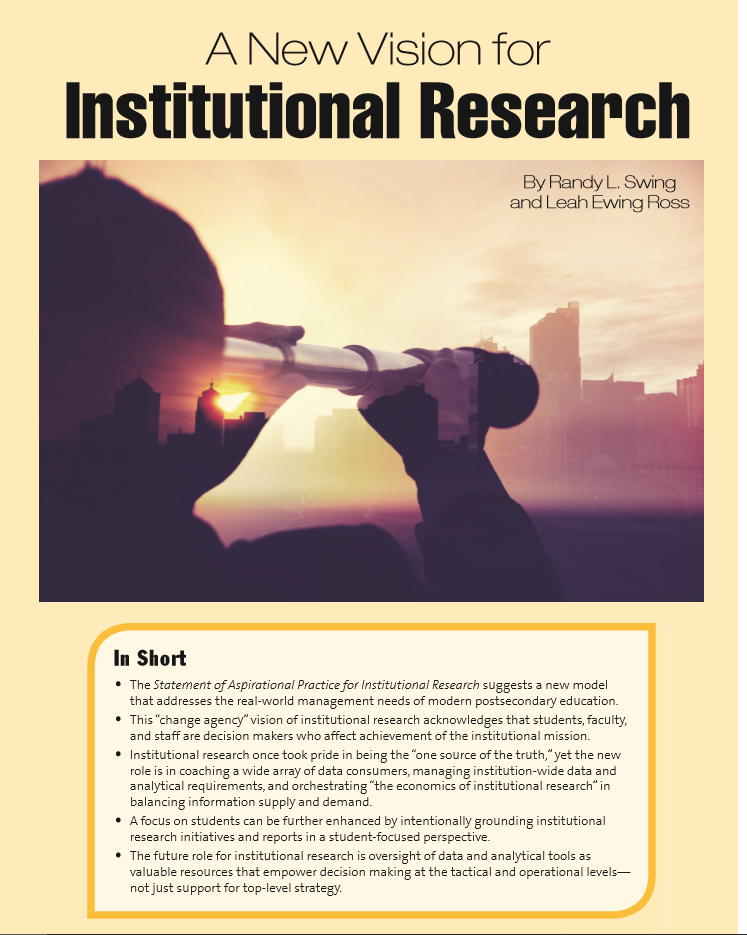 A New Vision for
Institutional Research
By Randy L. Swing
and Leah Ewing Ross
In Short
• The Statement of Aspirational Practice for Institutional Research suggests a new model
that addresses the real-world management needs of modern postsecondary education.
• This “change agency” vision of institutional research acknowledges that students, faculty,
and staff are decision makers who affect achievement of the institutional mission.
• Institutional research once took pride in being the “one source of the truth,” yet the new
role is in coaching a wide array of data consumers, managing institution-wide data and
analytical requirements, and orchestrating “the economics of institutional research” in
balancing information supply and demand.
• A focus on students can be further enhanced by intentionally grounding institutional
research initiatives and reports in a student-focused perspective.
• The future role for institutional research is oversight of data and analytical tools as
valuable resources that empower decision making at the tactical and operational levels—
not just support for top-level strategy.